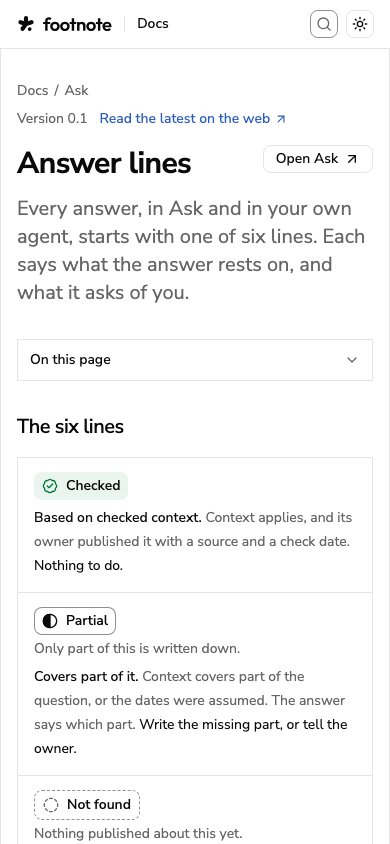 footnote
Docs
Docs / Ask
Version 0.1 Read the latest on the web ↗
Answer lines
Open Ask ↗
Every answer, in Ask and in your own
agent, starts with one of six lines. Each
says what the answer rests on, and
what it asks of you.
On this page
The six lines
Checked
Based on checked context. Context applies, and its
owner published it with a source and a check date.
Nothing to do.
Partial
Only part of this is written down.
Covers part of it. Context covers part of the
question, or the dates were assumed. The answer
says which part. Write the missing part, or tell the
owner.
Not found
Nothing published about this yet.